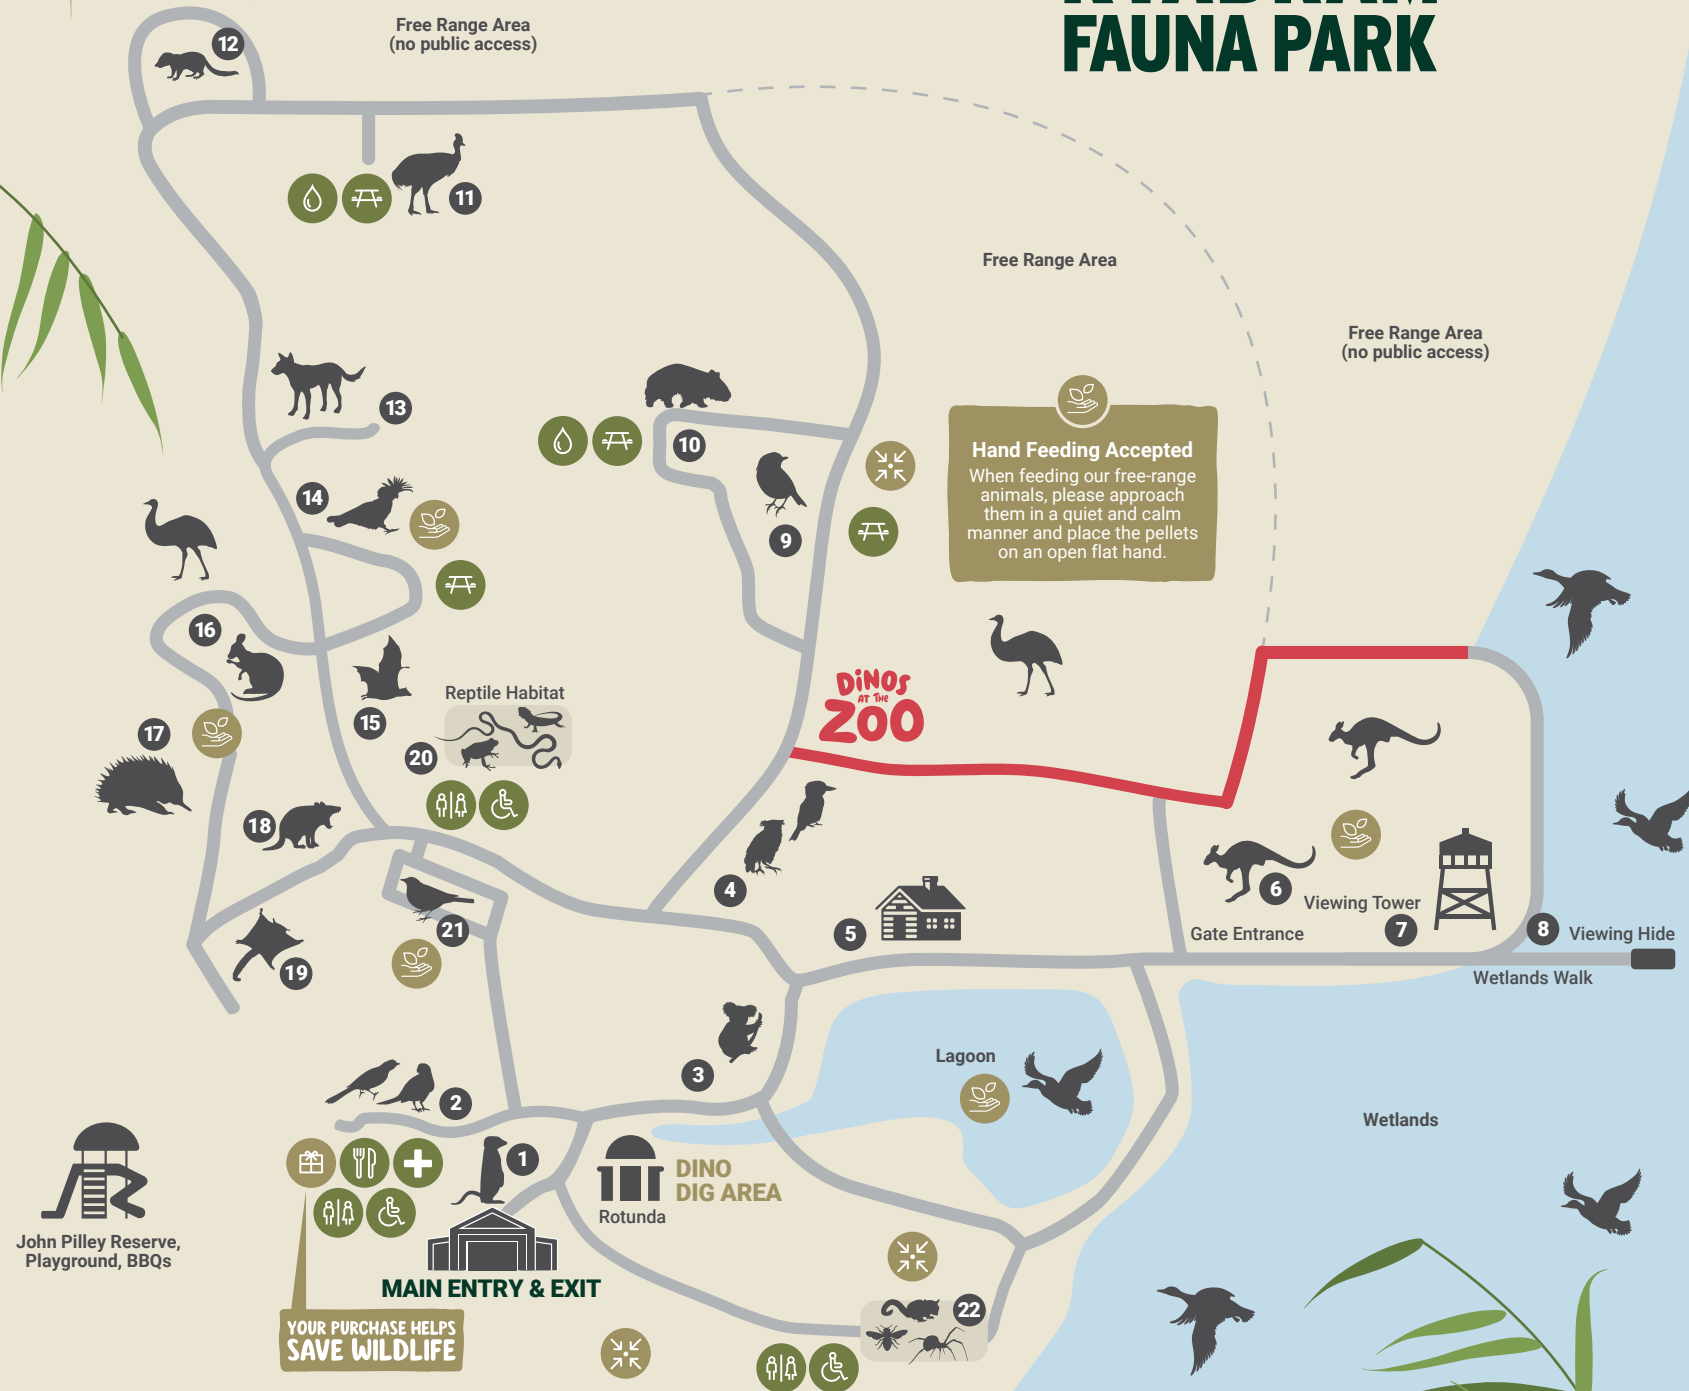 FAUNA PARK
Free Range Area
(no public access)
12
11
Free Range Area
Free Range Area
(no public access)
13
10
14
9
Hand Feeding Accepted
When feeding our free-range
animals, please approach
them in a quiet and calm
manner and place the pellets
on an open flat hand.
16
15
17
Reptile Habitat
20
DiNOS
AT THE
ZOO
18
4
6
Viewing Tower
7
5
Gate Entrance
8
Viewing Hide
Wetlands Walk
21
19
3
Lagoon
2
Wetlands
1
DINO
DIG AREA
Rotunda
John Pilley Reserve,
Playground, BBQs
MAIN ENTRY & EXIT
22
YOUR PURCHASE HELPS
SAVE WILDLIFE